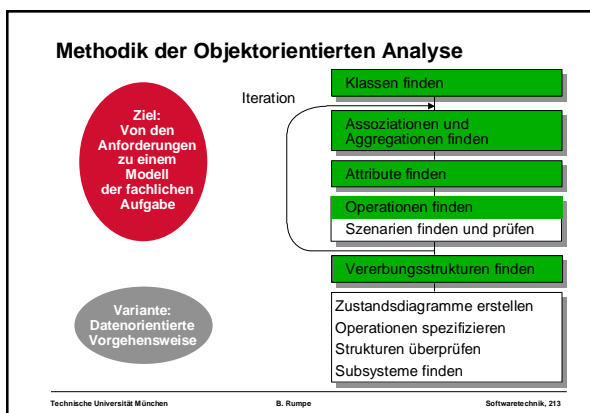 Methodik der Objektorientierten Analyse
Ziel:
Von den
Anforderungen
zu einem
Modell
der fachlichen
Aufgabe
Iteration
Klassen finden
Assoziationen und
Aggregationen finden
Attribute finden
Operationen finden
Szenarien finden und prüfen
Vererbungsstrukturen finden
Variante:
Datenorientierte
Vorgehensweise
Zustandsdiagramme erstellen
Operationen spezifizieren
Strukturen überprüfen
Subsysteme finden
Technische Universität München B. Rumpe Softwaretechnik, 213